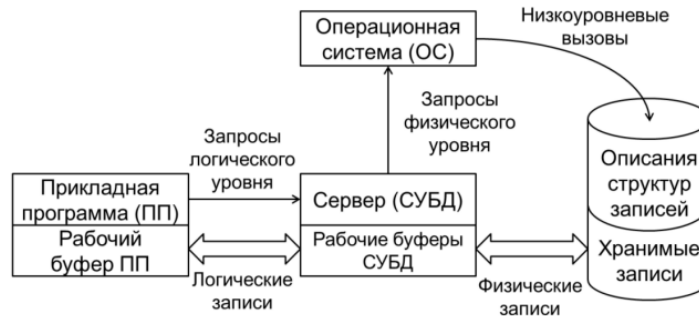 Операционная
система (ОС)
Низкоуровневые
вызовы
Запросы
физического
уровня
Запросы
логического
уровня
Прикладная
программа (ПП)
Рабочий
буфер ПП
Сервер (СУБД)
Рабочие буферы
СУБД
Описания
структур
записей
Хранимые
записи
Логические
записи
Физические
записи